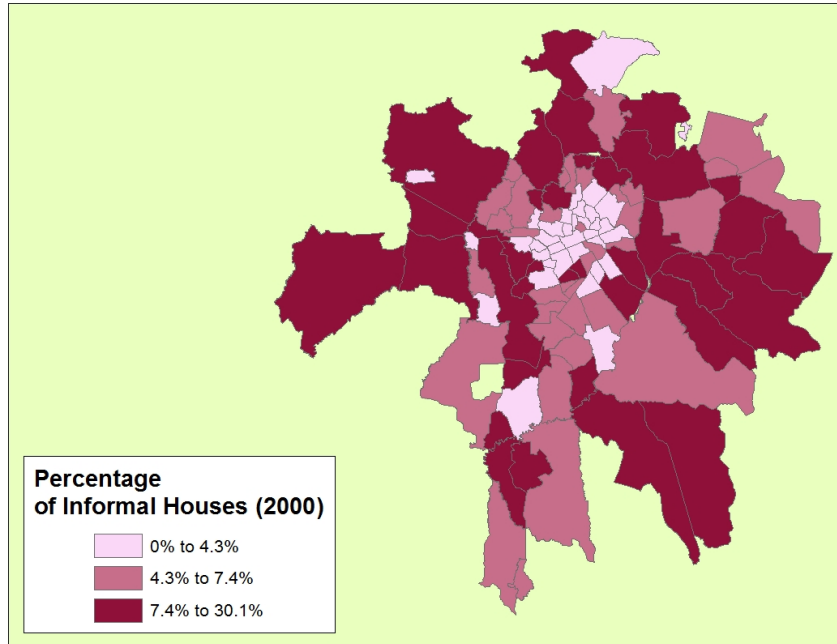 Percentage
of Informal Houses (2000)
0% to 4.3%
4.3% to 7.4%
7.4% to 30.1%